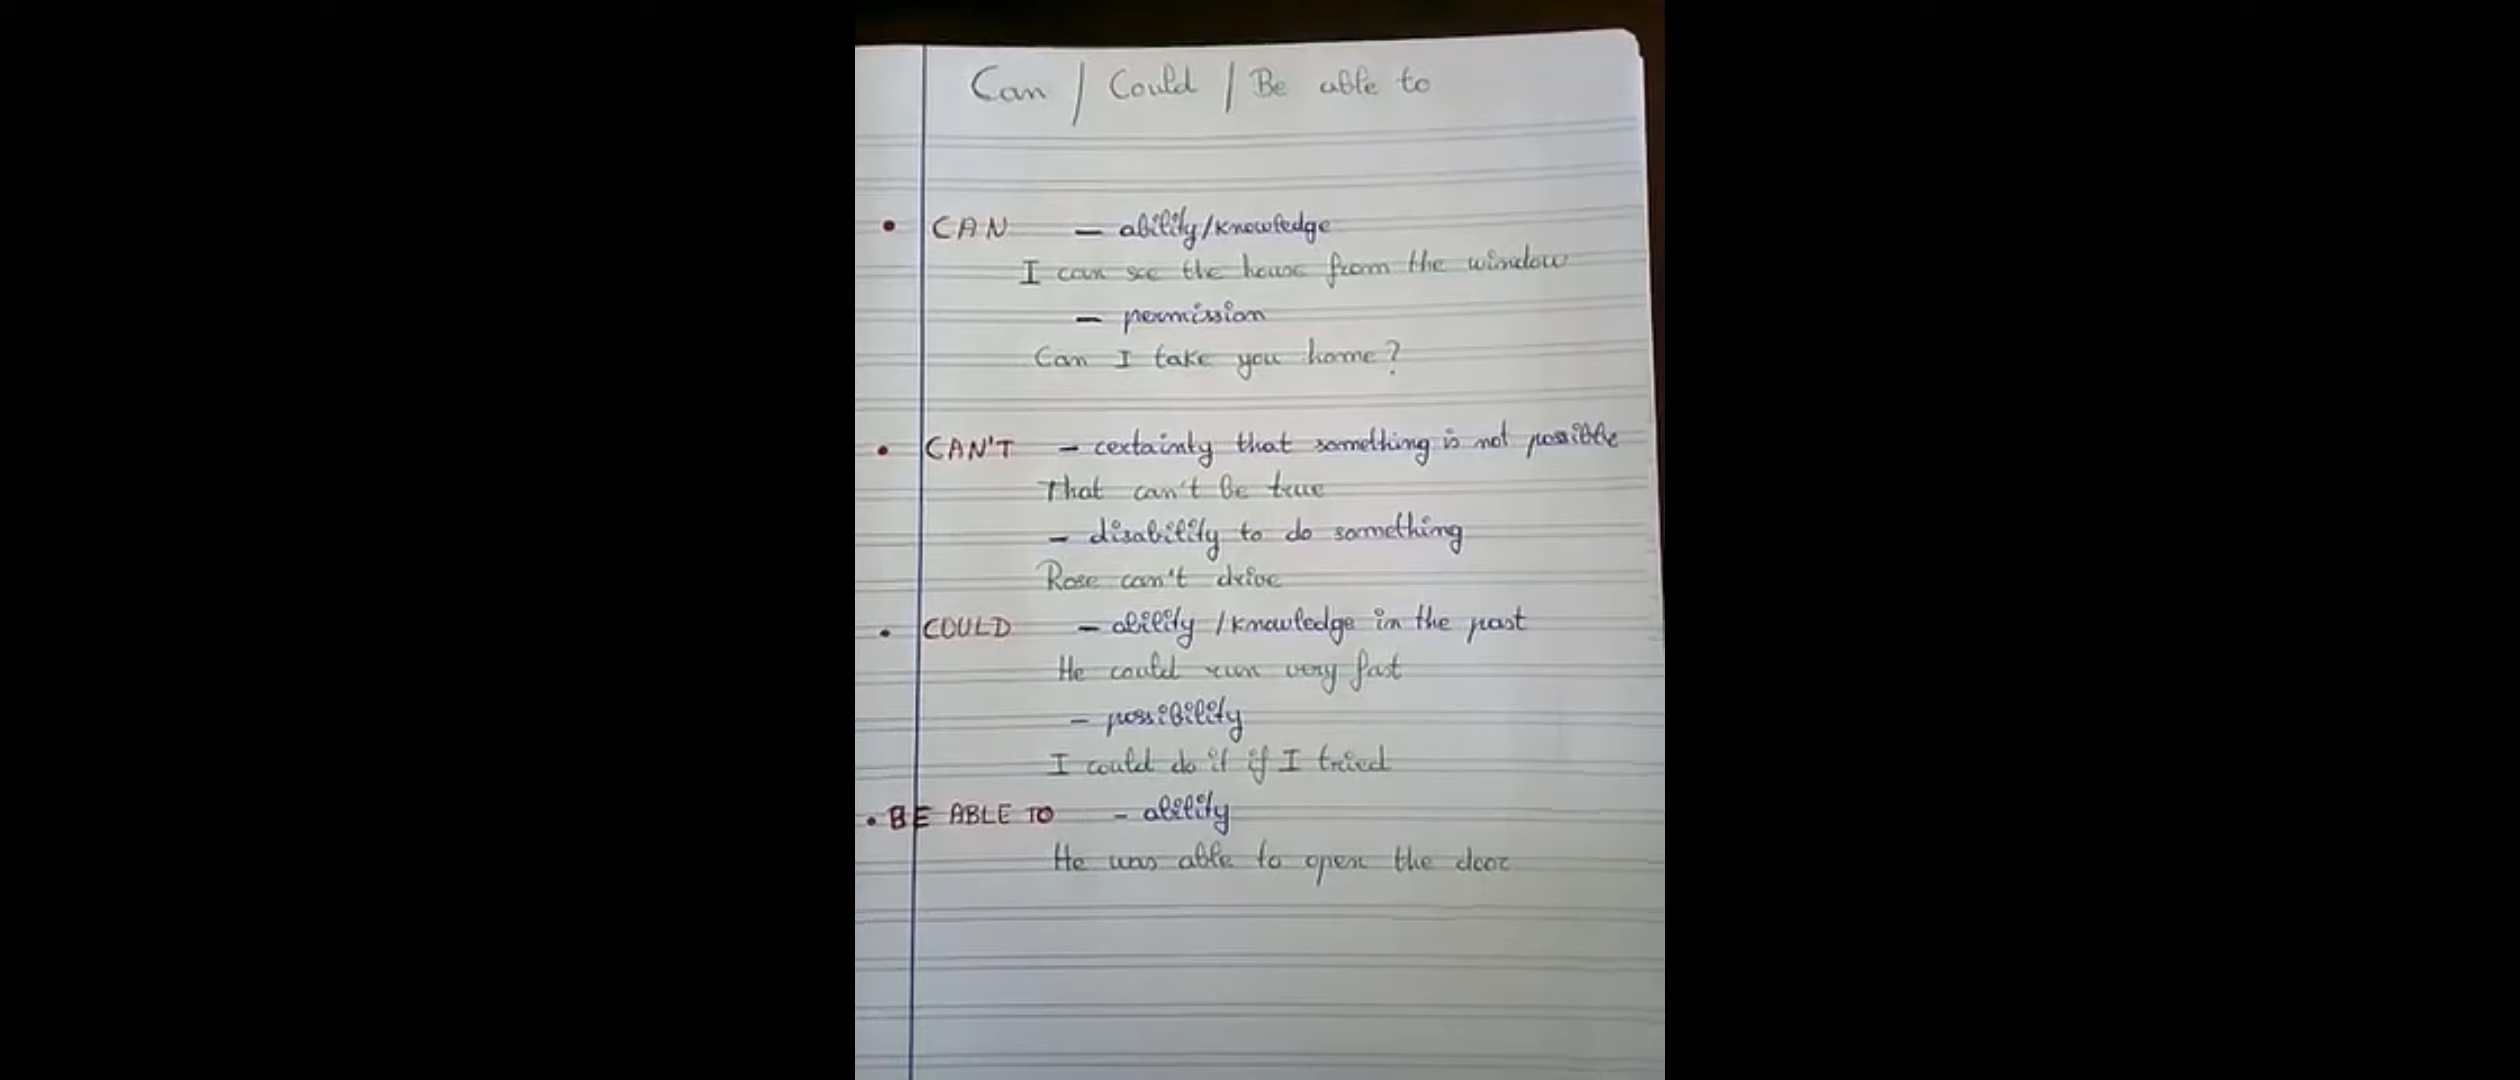 Can / Could / Be able to
• CAN - ability/knowledge
I can see the house from the window
- permission
Can I take you home?
• CAN'T - certainty that something is not possible
That can't be true
- disability to do something
Rose can't drive
• COULD - ability/knowledge in the past
He could run very fast
- possibility
I could do it if I tried
• BE ABLE TO - ability
He was able to open the door